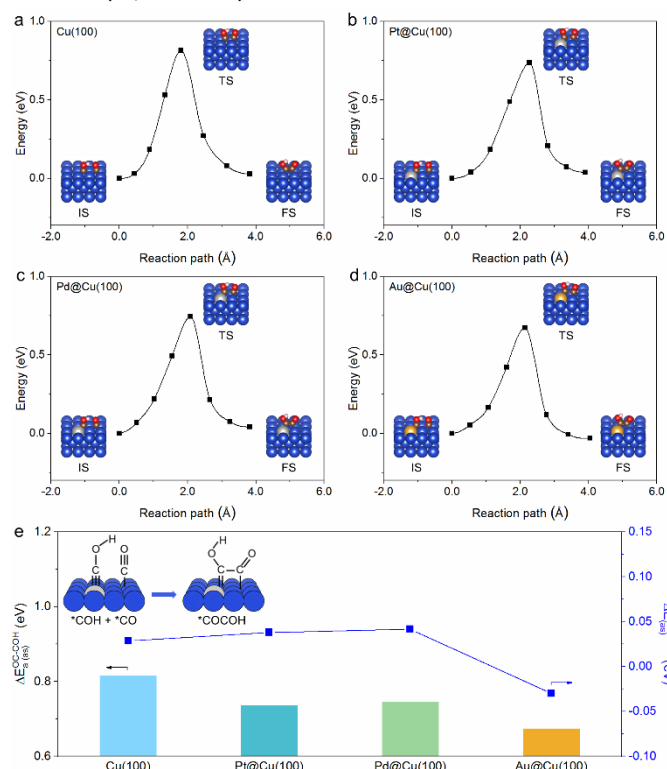 a
Cu(100)
TS
IS
FS
Energy (eV)
1.0
0.5
0.0
-2.0 0.0 2.0 4.0 6.0
Reaction path (Å)
b
Pt@Cu(100)
TS
IS
FS
Energy (eV)
1.0
0.5
0.0
-2.0 0.0 2.0 4.0 6.0
Reaction path (Å)
c
Pd@Cu(100)
TS
IS
FS
Energy (eV)
1.0
0.5
0.0
-2.0 0.0 2.0 4.0 6.0
Reaction path (Å)
d
Au@Cu(100)
TS
IS
FS
Energy (eV)
1.0
0.5
0.0
-2.0 0.0 2.0 4.0 6.0
Reaction path (Å)
e
H
O
O
C
C
*COH + *CO
H
O
O
C
C
*COCOH
ΔE a (as) OC-COH (eV)
1.2
1.0
0.8
0.6
0.15
0.10
0.05
0.00
-0.05
-0.10
Cu(100) Pt@Cu(100) Pd@Cu(100) Au@Cu(100)